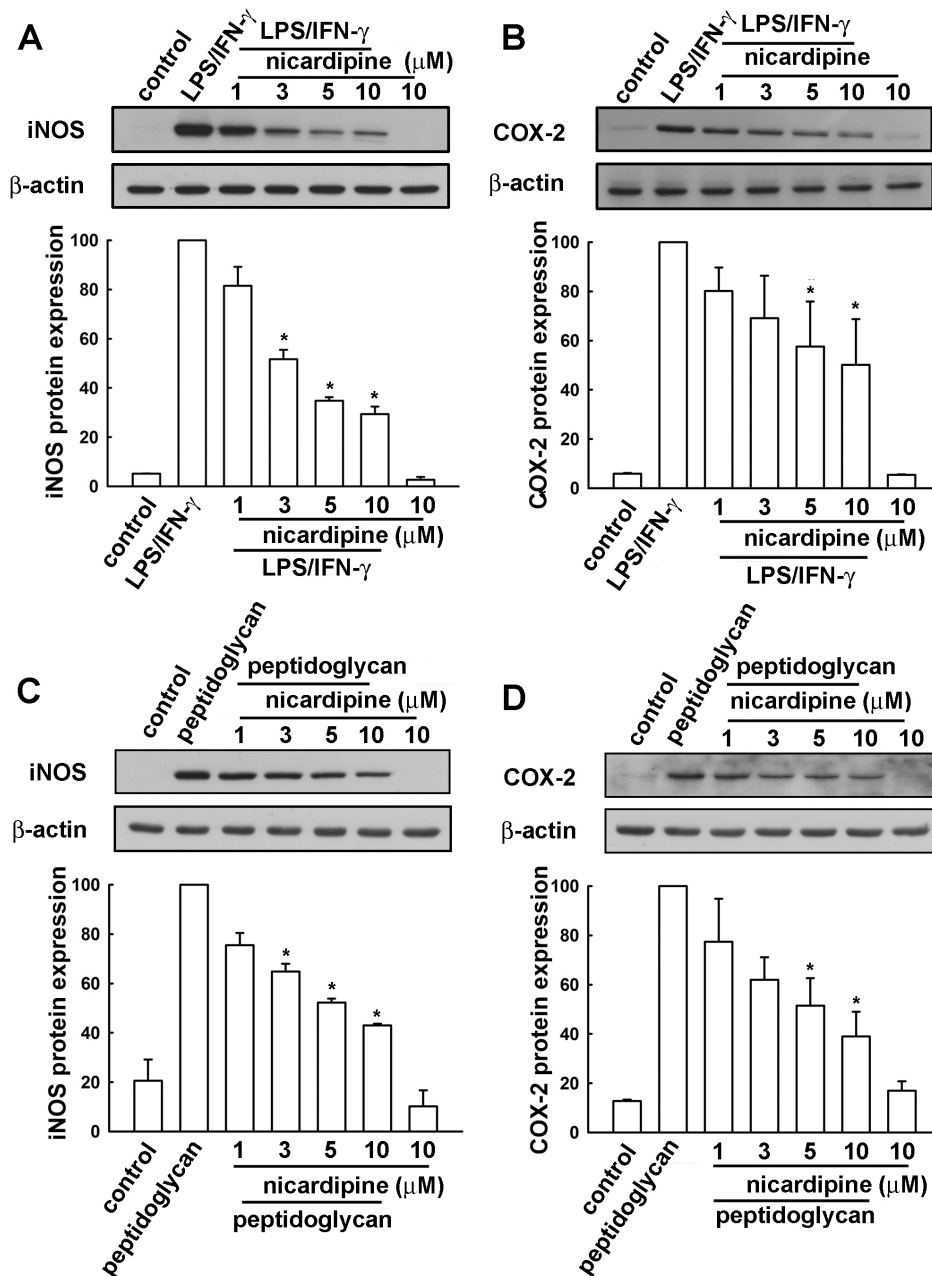 A
control
LPS/IFN-γ
LPS/IFN-γ
nicardipine (μM)
1 3 5 10 10
iNOS
β-actin
iNOS protein expression
100
80
60
40
20
0
* * *
control
LPS/IFN-γ
1 3 5 10 10
nicardipine (μM)
LPS/IFN-γ
B
control
LPS/IFN-γ
LPS/IFN-γ
nicardipine
1 3 5 10 10
COX-2
β-actin
COX-2 protein expression
100
80
60
40
20
0
* *
control
LPS/IFN-γ
1 3 5 10 10
nicardipine (μM)
LPS/IFN-γ
C
control
peptidoglycan
peptidoglycan
nicardipine (μM)
1 3 5 10 10
iNOS
β-actin
iNOS protein expression
100
80
60
40
20
0
* * *
control
peptidoglycan
1 3 5 10 10
nicardipine (μM)
peptidoglycan
D
control
peptidoglycan
peptidoglycan
nicardipine (μM)
1 3 5 10 10
COX-2
β-actin
COX-2 protein expression
100
80
60
40
20
0
* *
control
peptidoglycan
1 3 5 10 10
nicardipine (μM)
peptidoglycan